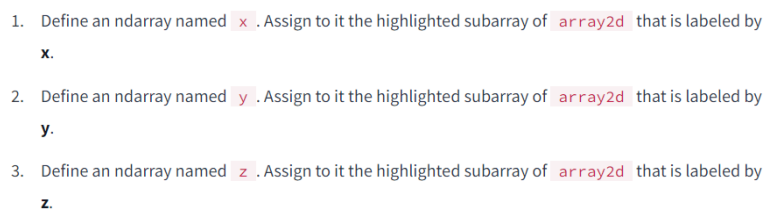 1. Define an ndarray named x . Assign to it the highlighted subarray of array2d that is labeled by
x.
2. Define an ndarray named y . Assign to it the highlighted subarray of array2d that is labeled by
y.
3. Define an ndarray named z . Assign to it the highlighted subarray of array2d that is labeled by
z.